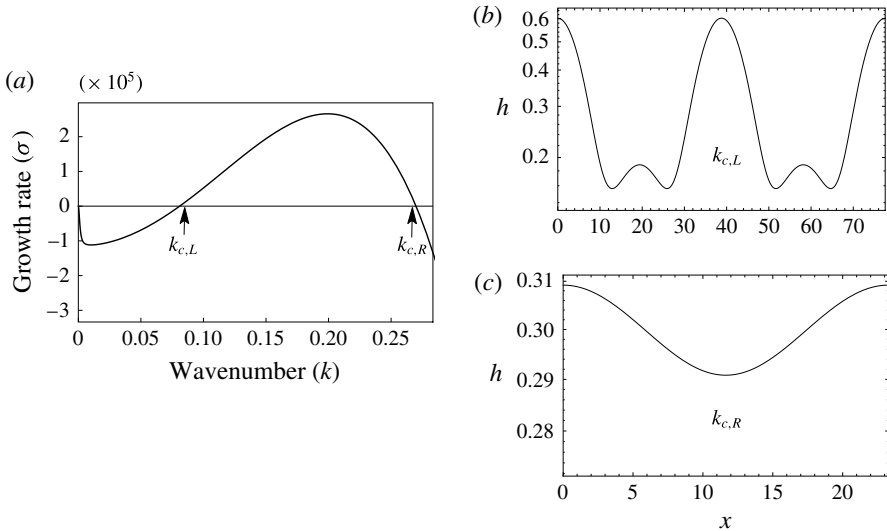 (a)
(× 10⁵)
Growth rate (σ)
2
1
0
−1
−2
−3
k_{c,L}
k_{c,R}
0
0.05
0.10
0.15
0.20
0.25
Wavenumber (k)
(b)
h
0.6
0.5
0.4
0.3
0.2
k_{c,L}
0
10
20
30
40
50
60
70
(c)
h
0.31
0.30
0.29
0.28
k_{c,R}
0
5
10
15
20
x